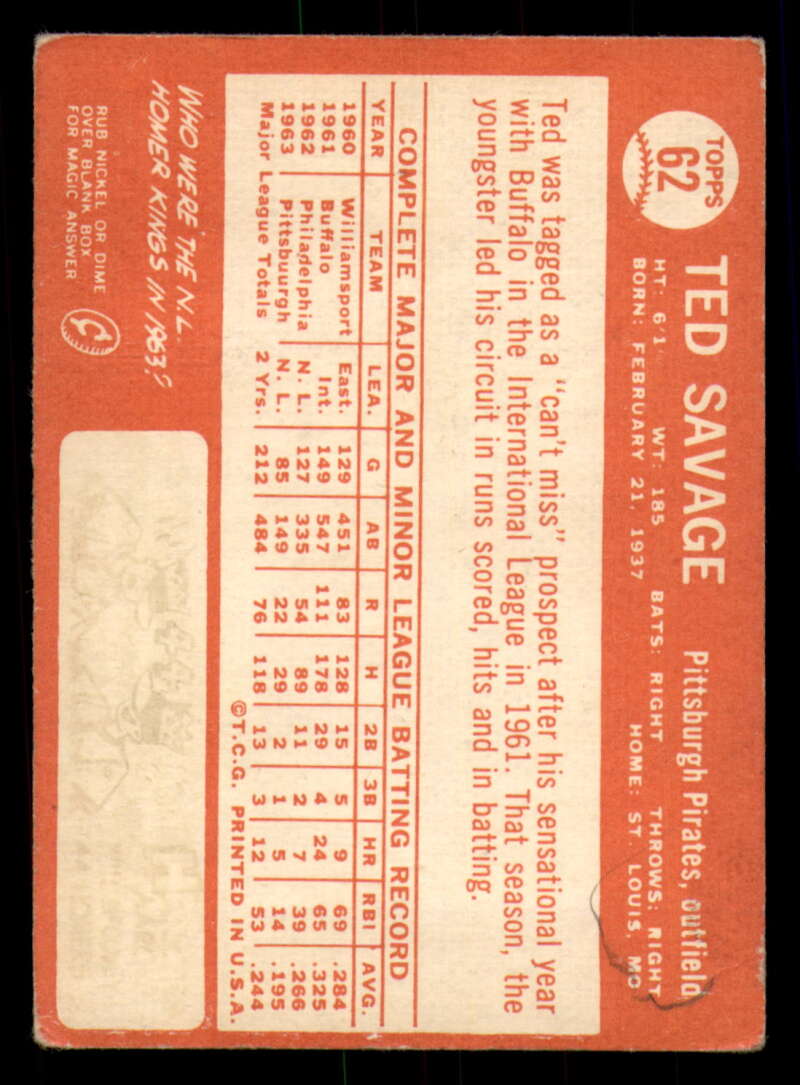 TOPPS
62
TED SAVAGE Pittsburgh Pirates, outfield
HT: 6'1 WT: 185 BATS: RIGHT THROWS: RIGHT
BORN: FEBRUARY 21, 1937 HOME: ST. LOUIS, MO
Ted was tagged as a "can't miss" prospect after his sensational year
with Buffalo in the International League in 1961. That season, the
youngster led his circuit in runs scored, hits and in batting.
COMPLETE MAJOR AND MINOR LEAGUE BATTING RECORD
YEAR TEAM LEA. G AB R H 2B 3B HR RBI AVG.
1960 Williamsport East. 129 451 83 128 15 5 9 69 .284
1961 Buffalo Int. 149 547 111 178 29 4 24 65 .325
1962 Philadelphia N. L. 127 335 54 89 11 2 7 39 .266
1963 Pittsbuurgh N. L. 85 149 22 29 2 1 5 14 .195
Major League Totals 2 Yrs. 212 484 76 118 13 3 12 53 .244
©T.C.G. PRINTED IN U.S.A.
WHO WERE THE N.L.
HOMER KINGS IN 1963?
RUB NICKEL OR DIME
OVER BLANK BOX
FOR MAGIC ANSWER